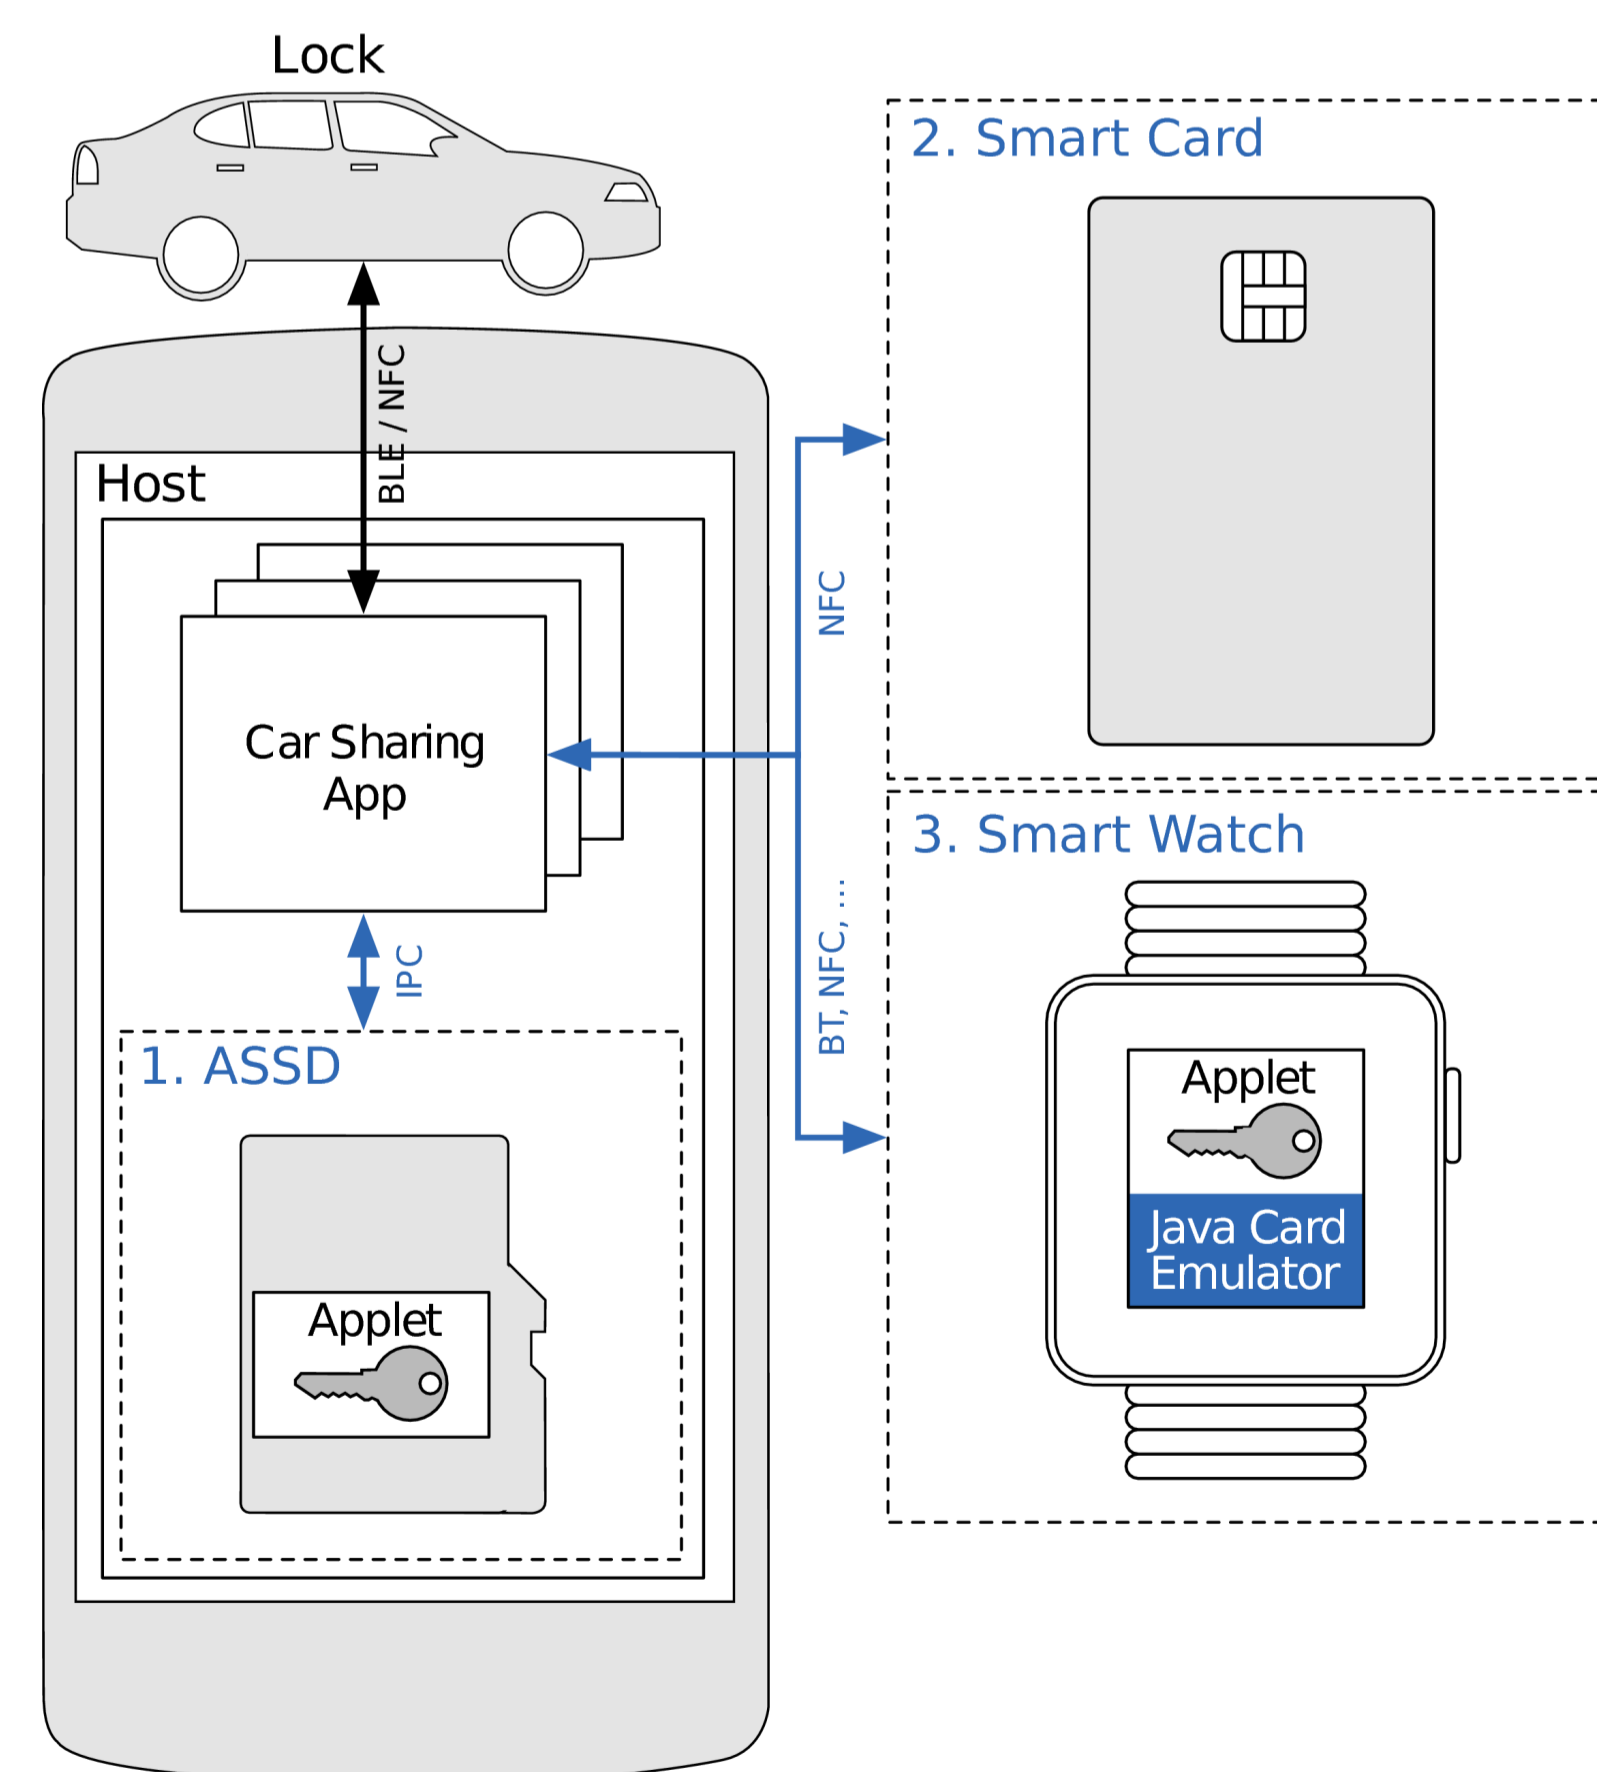 Lock
BLE / NFC
Host
Car Sharing
App
IPC
1. ASSD
Applet
NFC
BT, NFC, ...
2. Smart Card
3. Smart Watch
Applet
Java Card
Emulator